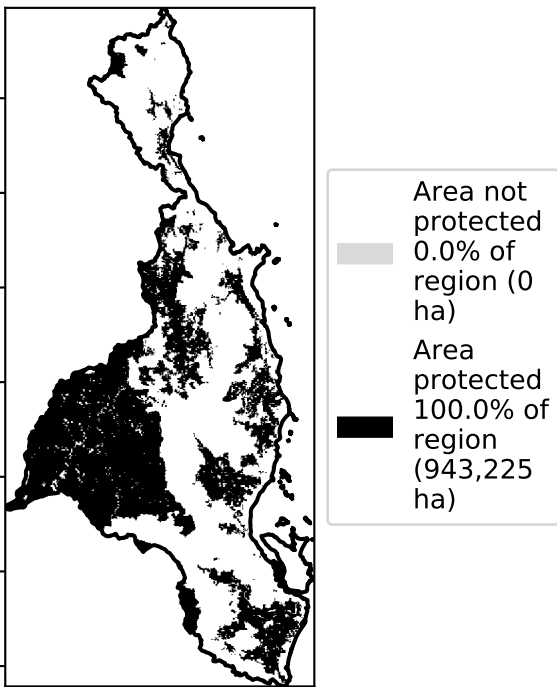 Area not
protected
0.0% of
region (0
ha)
Area
protected
100.0% of
region
(943,225
ha)